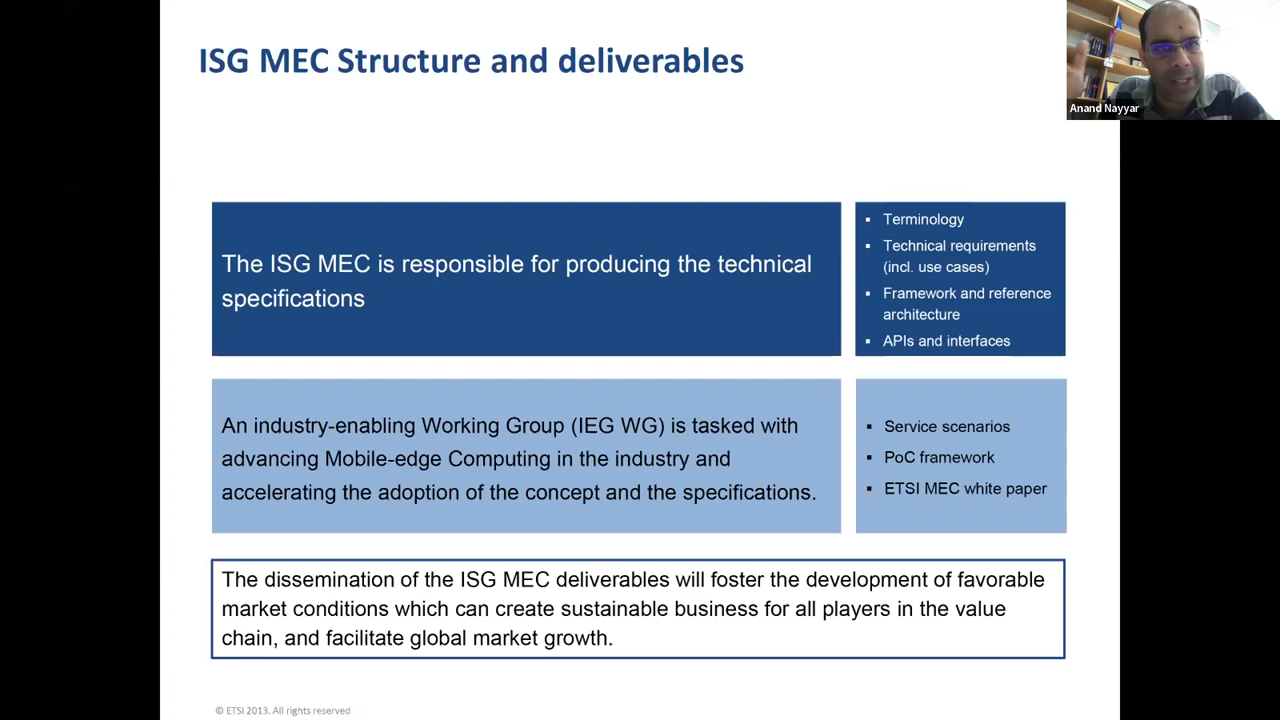 ISG MEC Structure and deliverables
Anand Nayyar
The ISG MEC is responsible for producing the technical
specifications
▪ Terminology
▪ Technical requirements
(incl. use cases)
▪ Framework and reference
architecture
▪ APIs and interfaces
An industry-enabling Working Group (IEG WG) is tasked with
advancing Mobile-edge Computing in the industry and
accelerating the adoption of the concept and the specifications.
▪ Service scenarios
▪ PoC framework
▪ ETSI MEC white paper
The dissemination of the ISG MEC deliverables will foster the development of favorable
market conditions which can create sustainable business for all players in the value
chain, and facilitate global market growth.
© ETSI 2013. All rights reserved